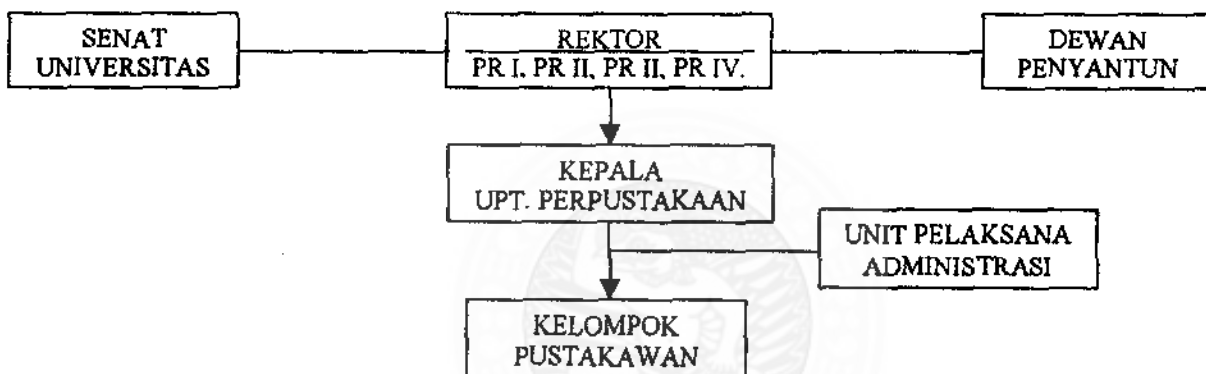 SENAT
UNIVERSITAS
REKTOR
PR I, PR II, PR II, PR IV.
DEWAN
PENYANTUN
KEPALA
UPT. PERPUSTAKAAN
UNIT PELAKSANA
ADMINISTRASI
KELOMPOK
PUSTAKAWAN